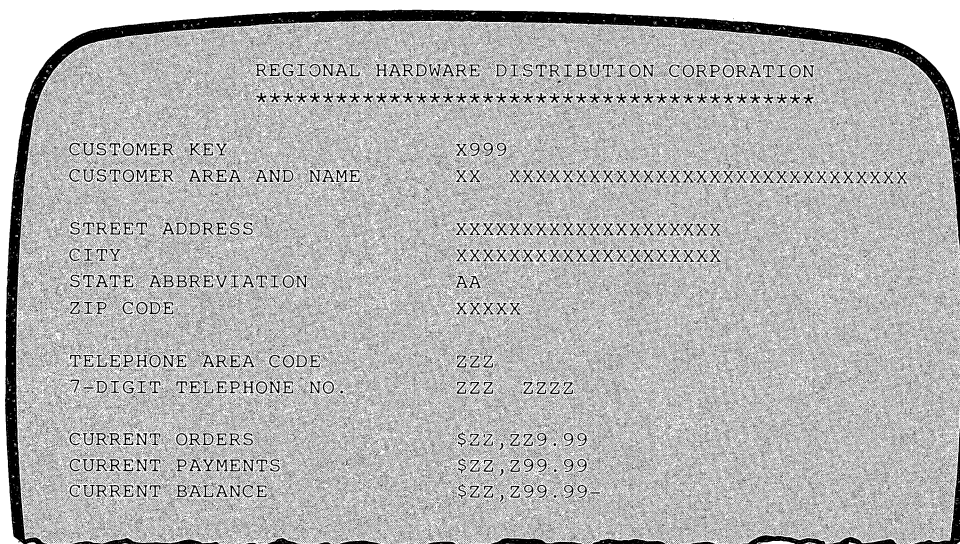 REGIONAL HARDWARE DISTRIBUTION CORPORATION
******************************************
CUSTOMER KEY X999
CUSTOMER AREA AND NAME XX XXXXXXXXXXXXXXXXXXXXXXXXXXXXXX
STREET ADDRESS XXXXXXXXXXXXXXXXXXXX
CITY XXXXXXXXXXXXXXXXXXXX
STATE ABBREVIATION AA
ZIP CODE XXXXX
TELEPHONE AREA CODE ZZZ
7-DIGIT TELEPHONE NO. ZZZ ZZZZ
CURRENT ORDERS $ZZ,ZZ9.99
CURRENT PAYMENTS $ZZ,Z99.99
CURRENT BALANCE $ZZ,Z99.99-